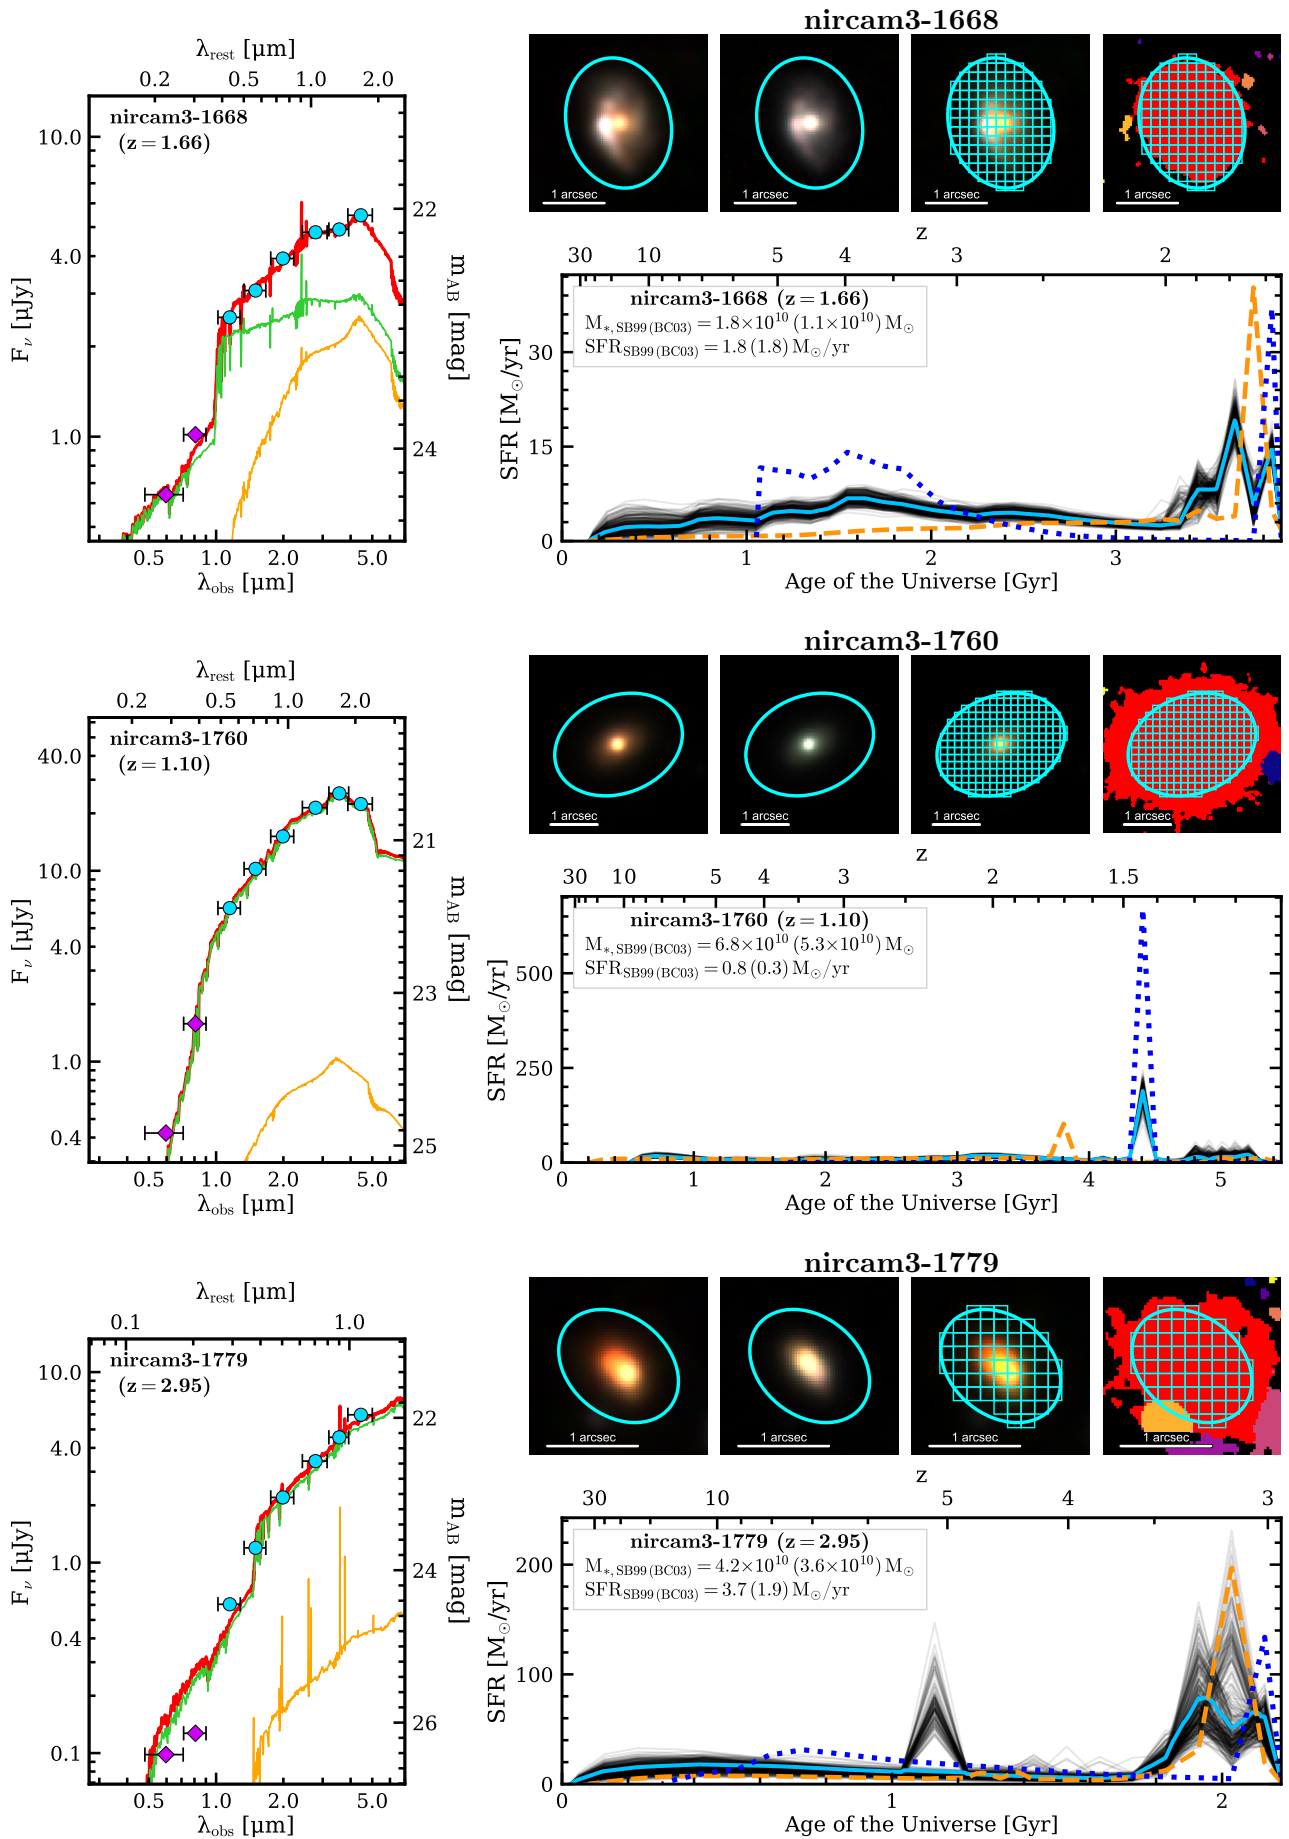 nircam3-1668
λrest [μm]
0.2 0.5 1.0 2.0
nircam3-1668
(z = 1.66)
10.0
4.0
1.0
Fν [μJy]
22
24
mAB [mag]
0.5 1.0 2.0 5.0
λobs [μm]
1 arcsec 1 arcsec 1 arcsec 1 arcsec
z
30 10 5 4 3 2
nircam3-1668 (z = 1.66)
M*, SB99 (BC03) = 1.8×10^10 (1.1×10^10) M⊙
SFRSB99 (BC03) = 1.8 (1.8) M⊙/yr
30
15
0
SFR [M⊙/yr]
0 1 2 3
Age of the Universe [Gyr]
nircam3-1760
λrest [μm]
0.2 0.5 1.0 2.0
nircam3-1760
(z = 1.10)
40.0
10.0
4.0
1.0
0.4
Fν [μJy]
21
23
25
mAB [mag]
0.5 1.0 2.0 5.0
λobs [μm]
1 arcsec 1 arcsec 1 arcsec 1 arcsec
z
30 10 5 4 3 2 1.5
nircam3-1760 (z = 1.10)
M*, SB99 (BC03) = 6.8×10^10 (5.3×10^10) M⊙
SFRSB99 (BC03) = 0.8 (0.3) M⊙/yr
500
250
0
SFR [M⊙/yr]
0 1 2 3 4 5
Age of the Universe [Gyr]
nircam3-1779
λrest [μm]
0.1 1.0
nircam3-1779
(z = 2.95)
10.0
4.0
1.0
0.4
0.1
Fν [μJy]
22
24
26
mAB [mag]
0.5 1.0 2.0 5.0
λobs [μm]
1 arcsec 1 arcsec 1 arcsec 1 arcsec
z
30 10 5 4 3
nircam3-1779 (z = 2.95)
M*, SB99 (BC03) = 4.2×10^10 (3.6×10^10) M⊙
SFRSB99 (BC03) = 3.7 (1.9) M⊙/yr
200
100
0
SFR [M⊙/yr]
0 1 2
Age of the Universe [Gyr]